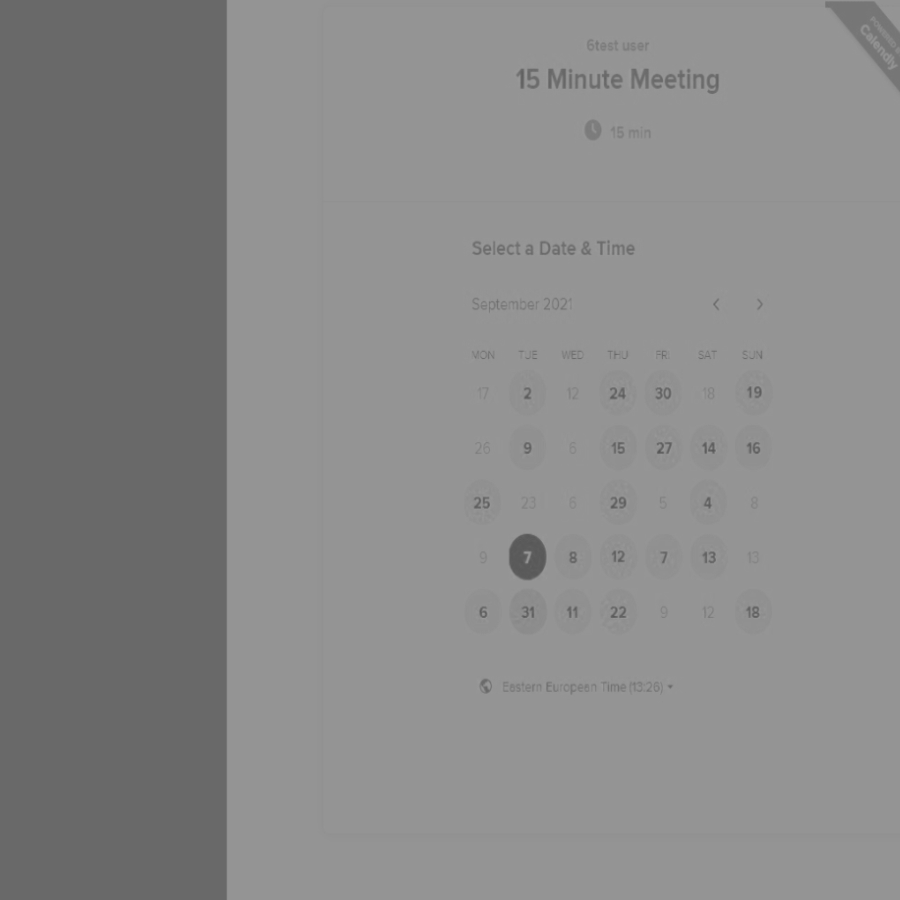 POWERED BY
Calendly
6test user
15 Minute Meeting
15 min
Select a Date & Time
September 2021
MON TUE WED THU FRI SAT SUN
17 2 12 24 30 18 19
26 9 6 15 27 14 16
25 23 6 29 5 4 8
9 7 8 12 7 13 13
6 31 11 22 9 12 18
Eastern European Time (13:26)